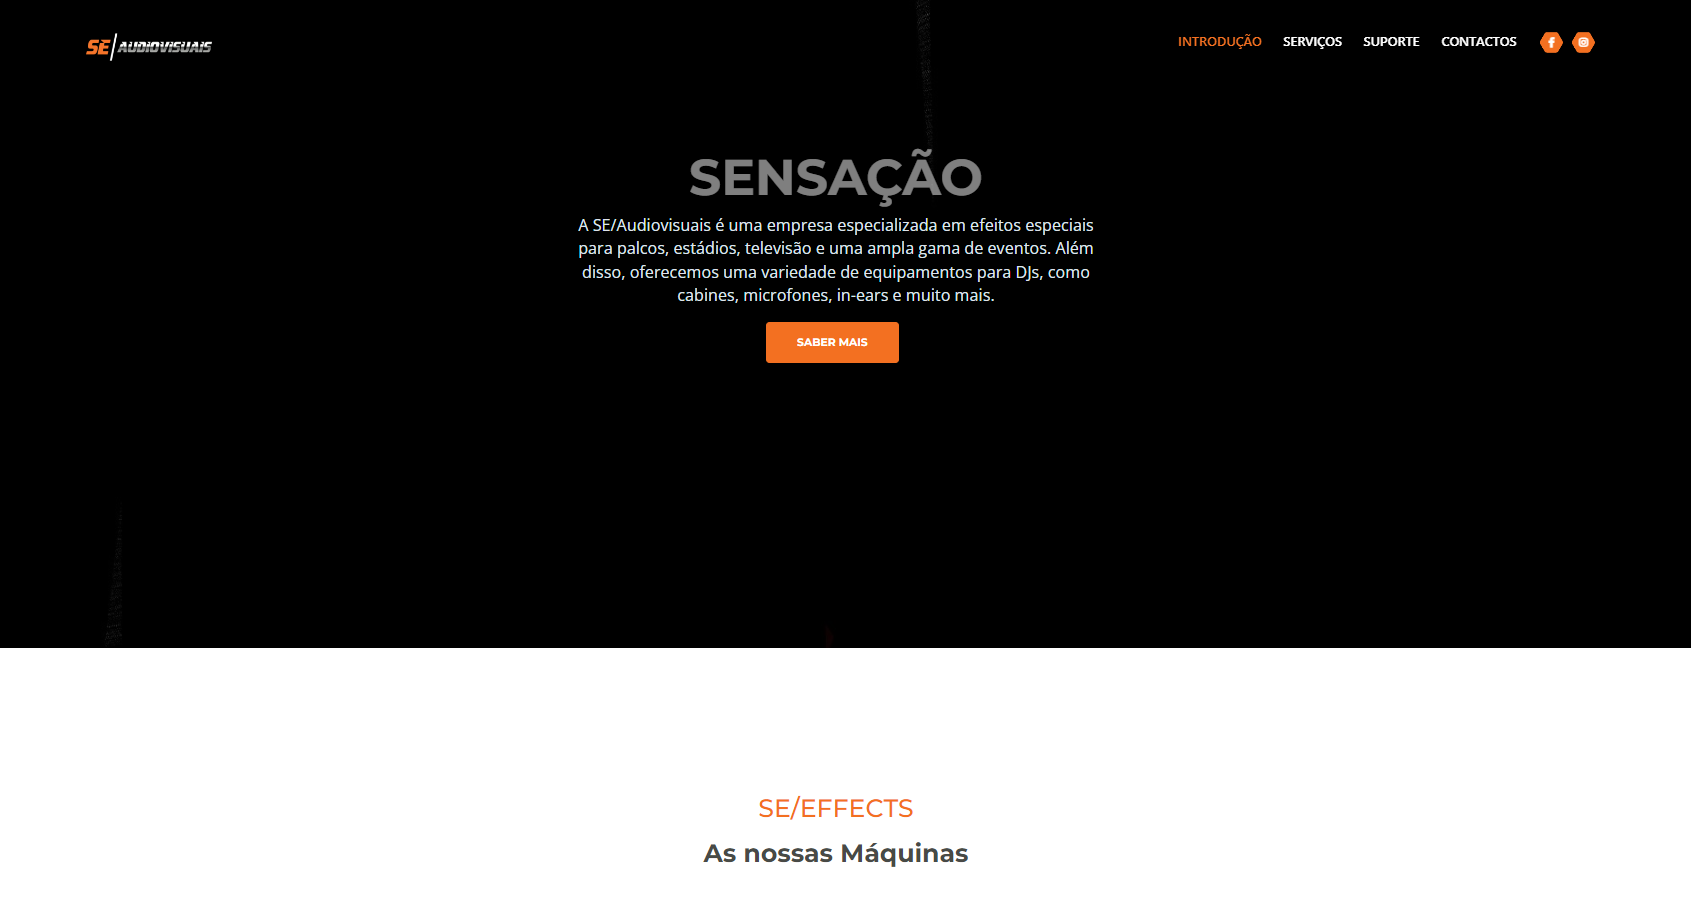 SE/AUDIOVISUAIS
INTRODUÇÃO SERVIÇOS SUPORTE CONTACTOS
SENSAÇÃO
A SE/Audiovisuais é uma empresa especializada em efeitos especiais
para palcos, estádios, televisão e uma ampla gama de eventos. Além
disso, oferecemos uma variedade de equipamentos para DJs, como
cabines, microfones, in-ears e muito mais.
SABER MAIS
SE/EFFECTS
As nossas Máquinas